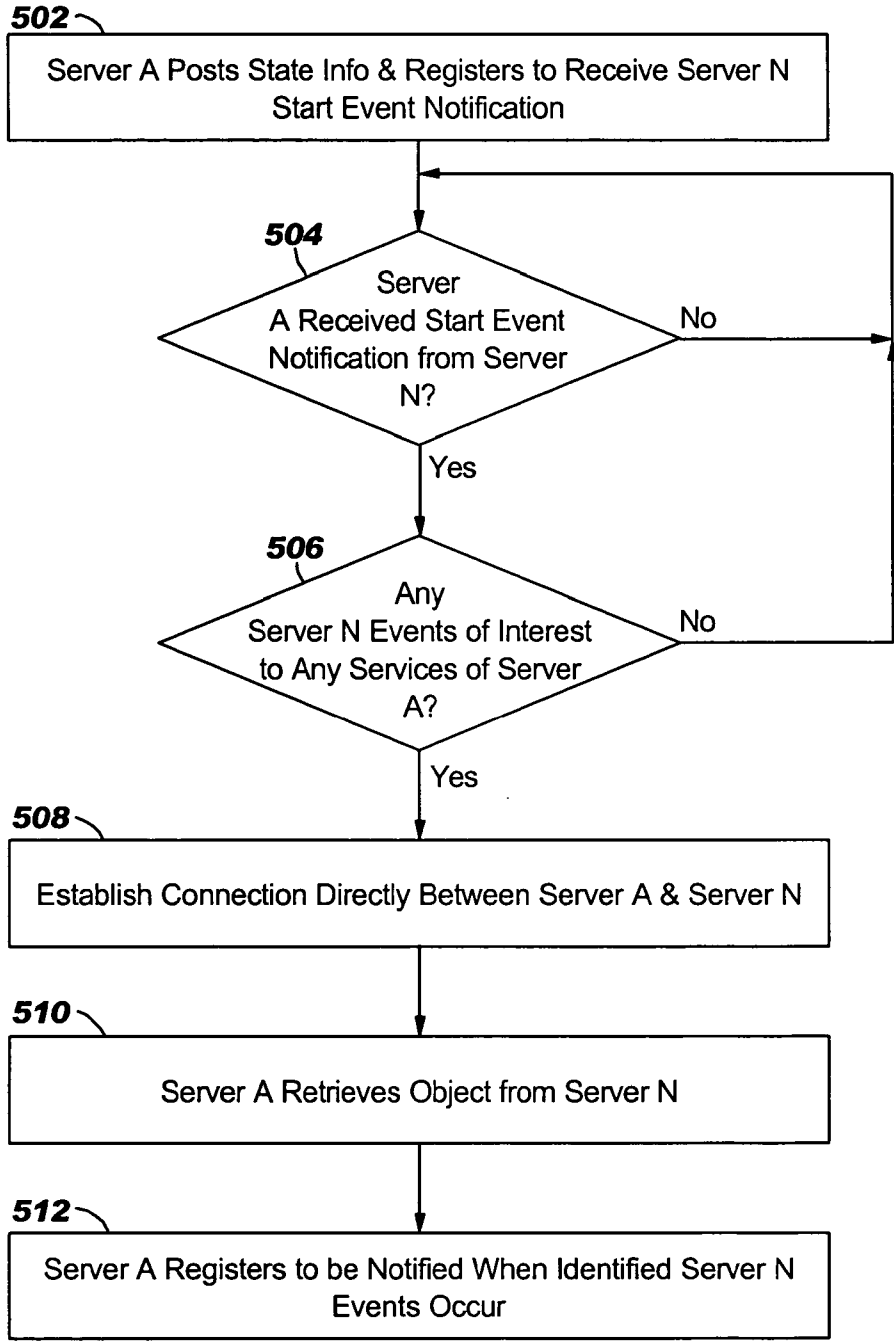 502
Server A Posts State Info & Registers to Receive Server N
Start Event Notification
504
Server
A Received Start Event
Notification from Server
N?
No
Yes
506
Any
Server N Events of Interest
to Any Services of Server
A?
No
Yes
508
Establish Connection Directly Between Server A & Server N
510
Server A Retrieves Object from Server N
512
Server A Registers to be Notified When Identified Server N
Events Occur